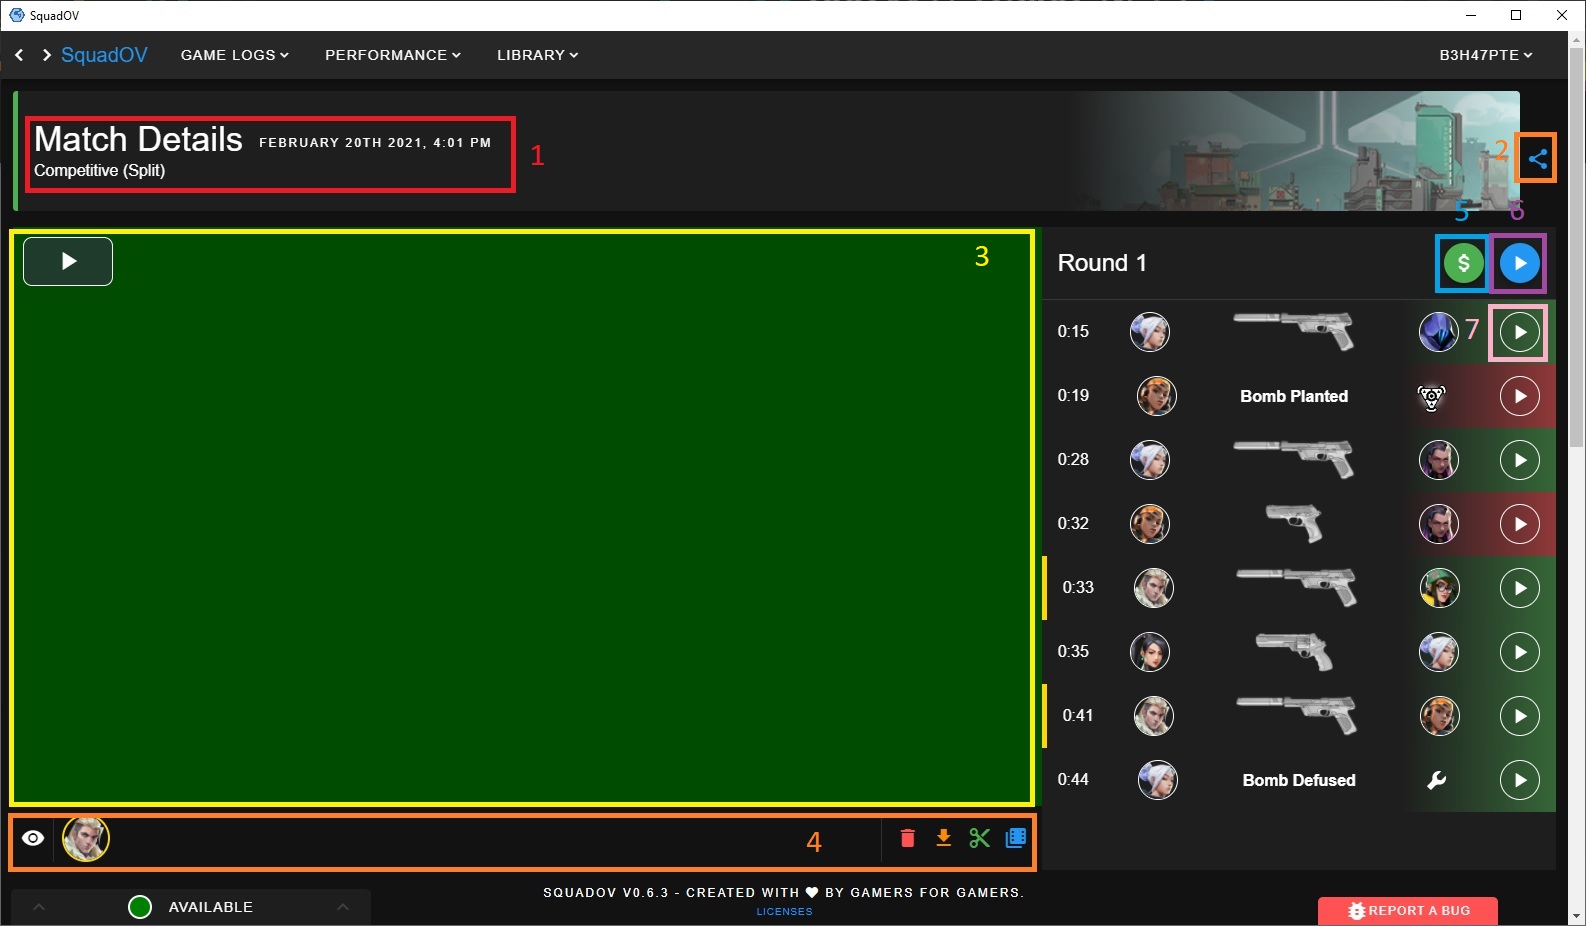 SquadOV
SquadOV GAME LOGS PERFORMANCE LIBRARY B3H47PTE
Match Details FEBRUARY 20TH 2021, 4:01 PM
Competitive (Split)
1
2
3
5 6
Round 1 $
0:15 7
0:19 Bomb Planted
0:28
0:32
0:33
0:35
0:41
0:44 Bomb Defused
4
SQUADOV V0.6.3 - CREATED WITH BY GAMERS FOR GAMERS.
LICENSES
AVAILABLE
REPORT A BUG